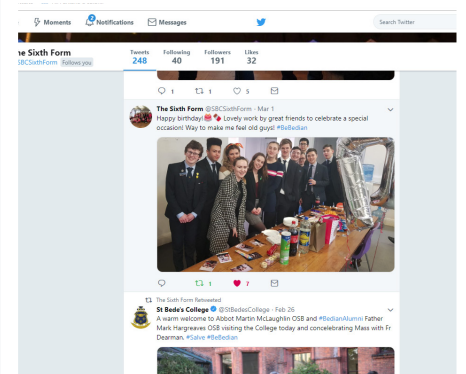 Moments
2
Notifications
Messages
Search Twitter
he Sixth Form
SBCSixthForm Follows you
Tweets Following Followers Likes
248 40 191 32
1 1 5
The Sixth Form @SBCSixthForm · Mar 1
Happy birthday! Lovely work by great friends to celebrate a special
occasion! Way to make me feel old guys! #BeBedian
1 7
The Sixth Form Retweeted
St Bede's College @StBedesCollege · Feb 26
A warm welcome to Abbot Martin McLaughlin OSB and #BedianAlumni Father
Mark Hargreaves OSB visiting the College today and concelebrating Mass with Fr
Dearman, #Salve #BeBedian